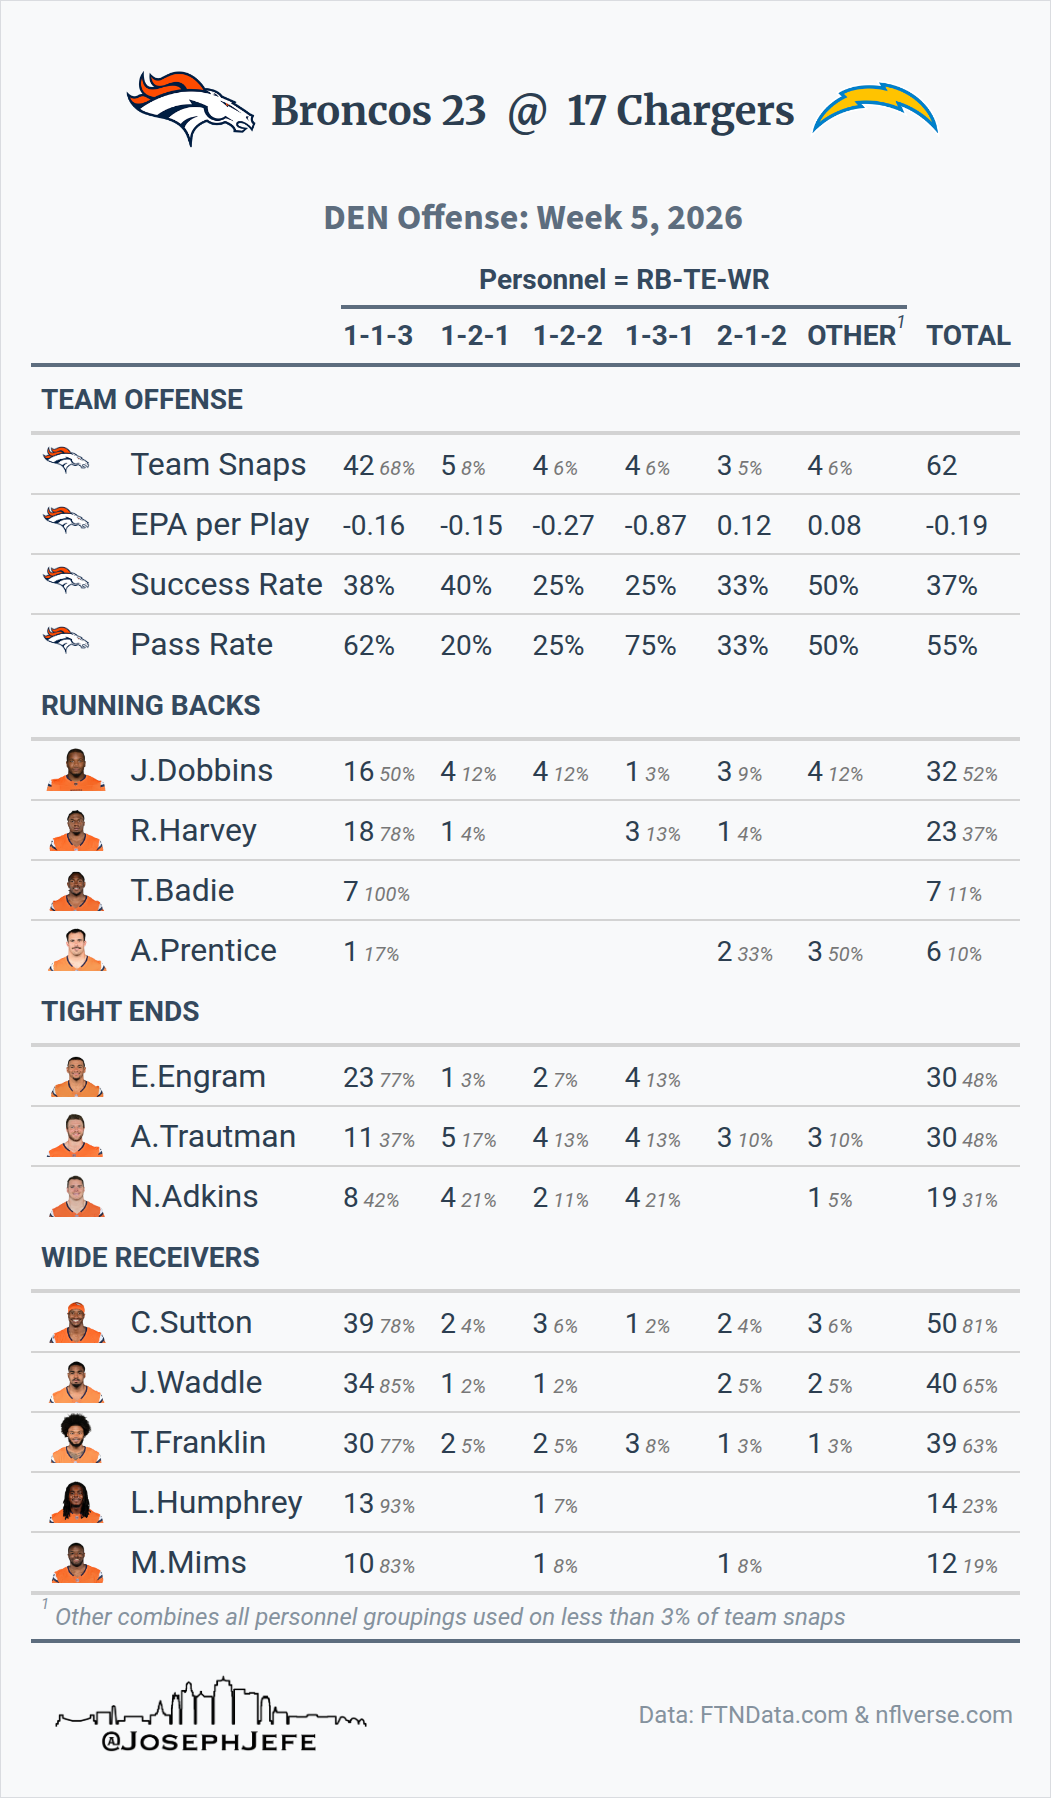 Broncos 23 @ 17 Chargers
DEN Offense: Week 5, 2026
Personnel = RB-TE-WR
1-1-3 1-2-1 1-2-2 1-3-1 2-1-2 OTHER1 TOTAL
TEAM OFFENSE
Team Snaps 42 68% 5 8% 4 6% 4 6% 3 5% 4 6% 62
EPA per Play -0.16 -0.15 -0.27 -0.87 0.12 0.08 -0.19
Success Rate 38% 40% 25% 25% 33% 50% 37%
Pass Rate 62% 20% 25% 75% 33% 50% 55%
RUNNING BACKS
J.Dobbins 16 50% 4 12% 4 12% 1 3% 3 9% 4 12% 32 52%
R.Harvey 18 78% 1 4% 3 13% 1 4% 23 37%
T.Badie 7 100% 7 11%
A.Prentice 1 17% 2 33% 3 50% 6 10%
TIGHT ENDS
E.Engram 23 77% 1 3% 2 7% 4 13% 30 48%
A.Trautman 11 37% 5 17% 4 13% 4 13% 3 10% 3 10% 30 48%
N.Adkins 8 42% 4 21% 2 11% 4 21% 1 5% 19 31%
WIDE RECEIVERS
C.Sutton 39 78% 2 4% 3 6% 1 2% 2 4% 3 6% 50 81%
J.Waddle 34 85% 1 2% 1 2% 2 5% 2 5% 40 65%
T.Franklin 30 77% 2 5% 2 5% 3 8% 1 3% 1 3% 39 63%
L.Humphrey 13 93% 1 7% 14 23%
M.Mims 10 83% 1 8% 1 8% 12 19%
1 Other combines all personnel groupings used on less than 3% of team snaps
@JOSEPHJEFE
Data: FTNData.com & nflverse.com